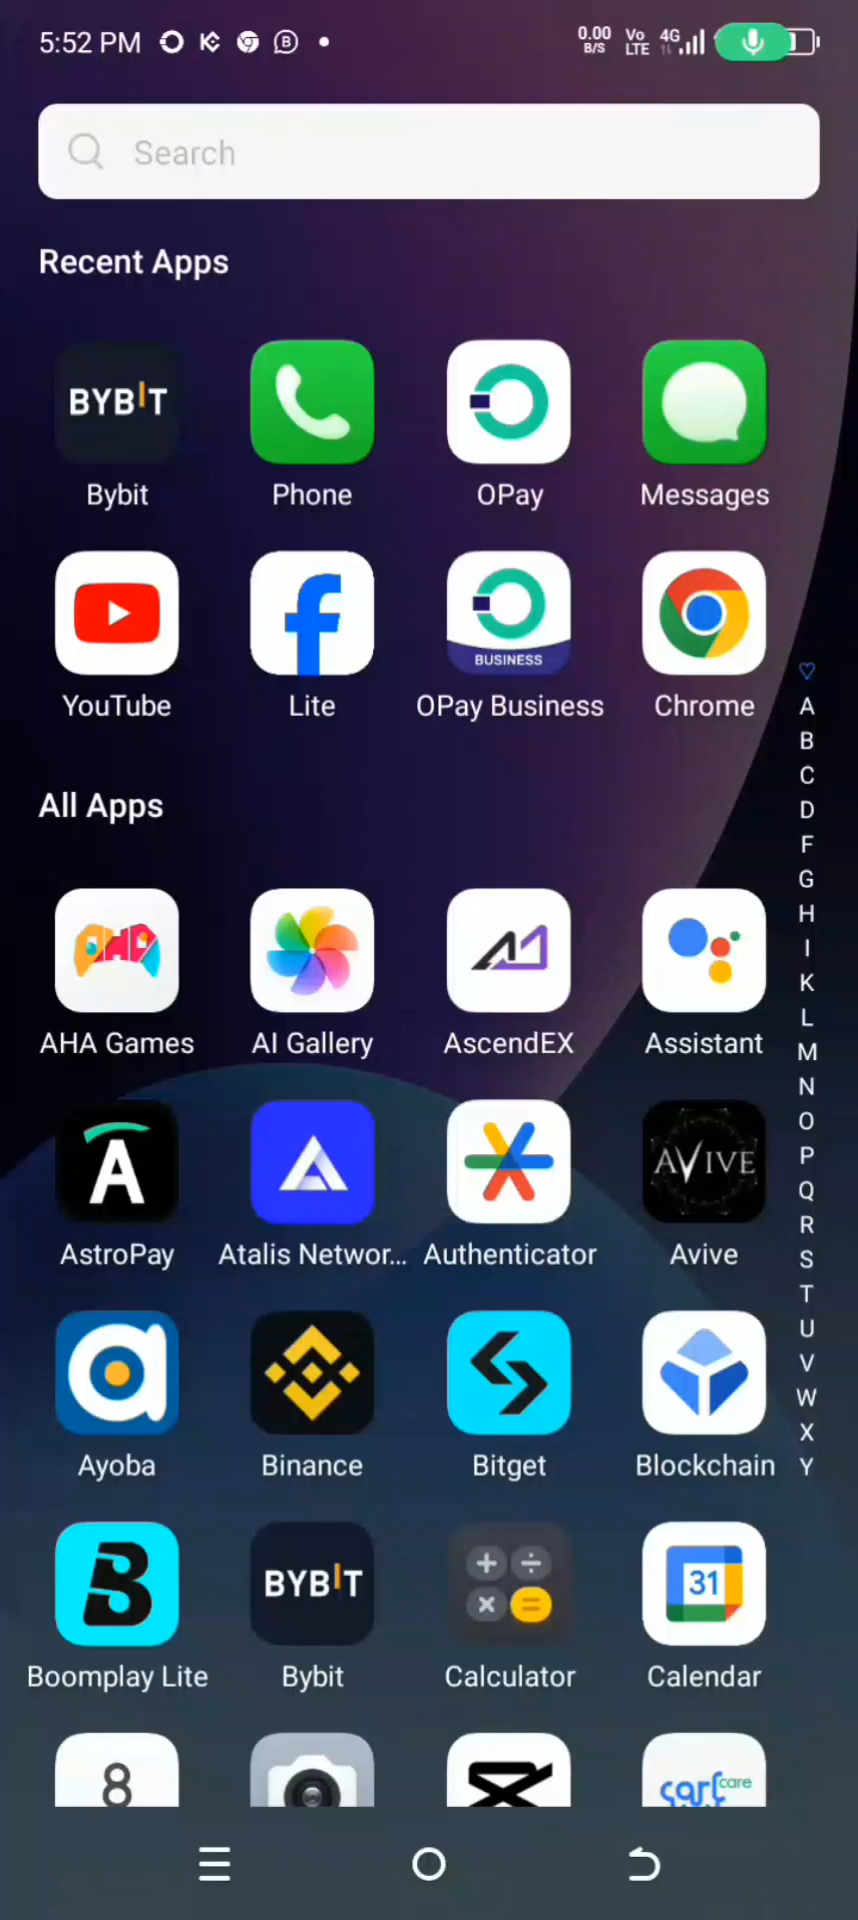 5:52 PM
0.00 B/S Vo LTE 4G
Search
Recent Apps
BYBIT
Bybit Phone OPay Messages
BUSINESS
YouTube Lite OPay Business Chrome
♡
A
B
C
D
F
G
H
I
K
L
M
N
O
P
Q
R
S
T
U
V
W
X
Y
All Apps
AHA Games AI Gallery AscendEX Assistant
AVIVE
AstroPay Atalis Networ... Authenticator Avive
Ayoba Binance Bitget Blockchain
BYBIT 31
Boomplay Lite Bybit Calculator Calendar
8 carlcare